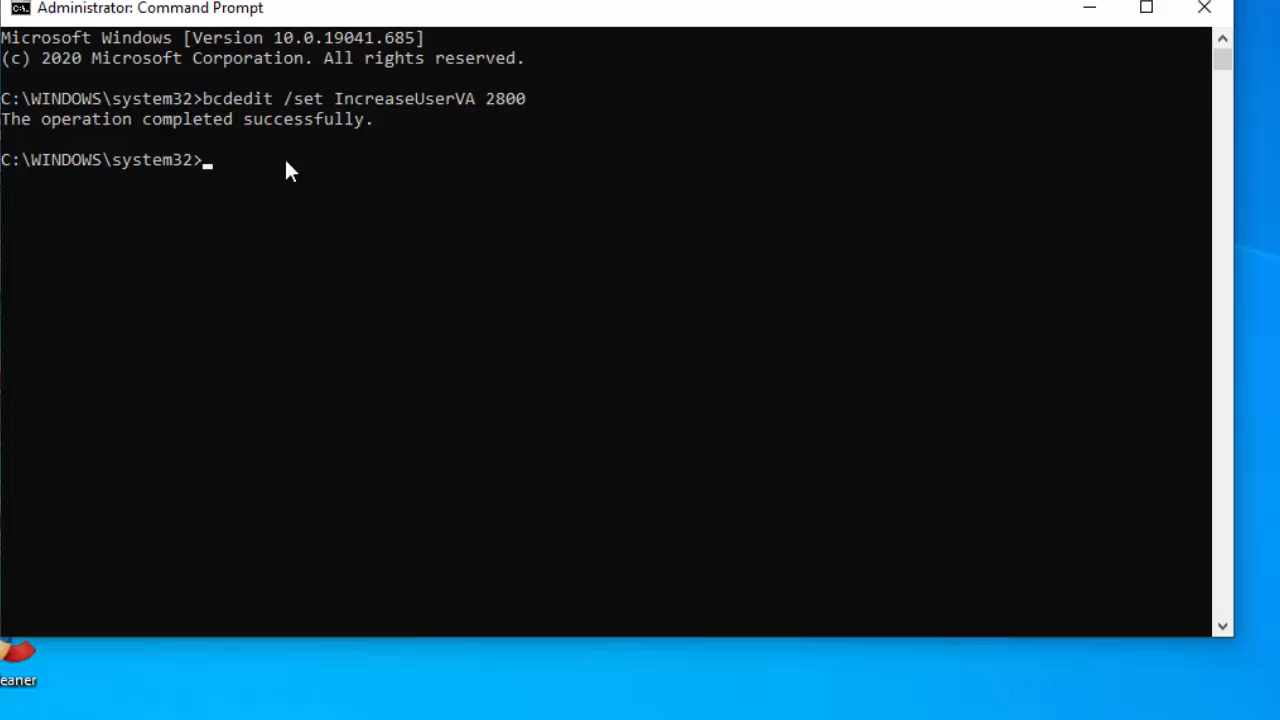 Administrator: Command Prompt
Microsoft Windows [Version 10.0.19041.685]
(c) 2020 Microsoft Corporation. All rights reserved.
C:\WINDOWS\system32>bcdedit /set IncreaseUserVA 2800
The operation completed successfully.
C:\WINDOWS\system32>
eaner